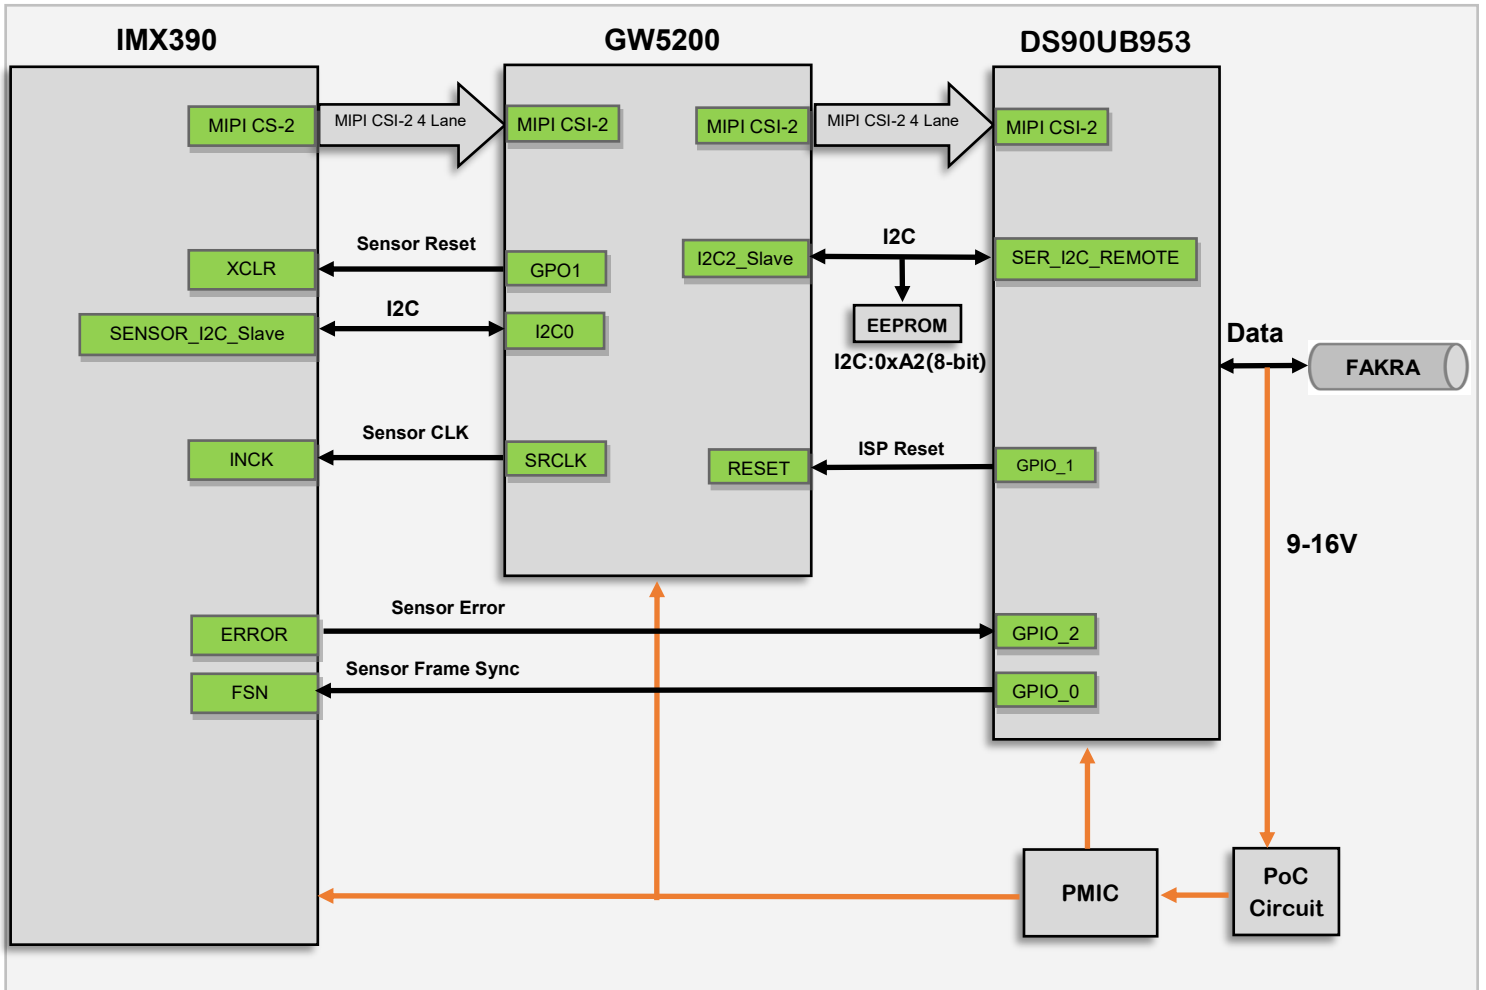 IMX390
GW5200
DS90UB953
MIPI CS-2
MIPI CSI-2 4 Lane
MIPI CSI-2
MIPI CSI-2
MIPI CSI-2 4 Lane
MIPI CSI-2
Sensor Reset
XCLR
GPO1
I2C
SENSOR_I2C_Slave
I2C0
I2C2_Slave
I2C
SER_I2C_REMOTE
EEPROM
I2C:0xA2(8-bit)
Data
FAKRA
Sensor CLK
INCK
SRCLK
RESET
ISP Reset
GPIO_1
9-16V
Sensor Error
ERROR
GPIO_2
Sensor Frame Sync
FSN
GPIO_0
PMIC
PoC
Circuit